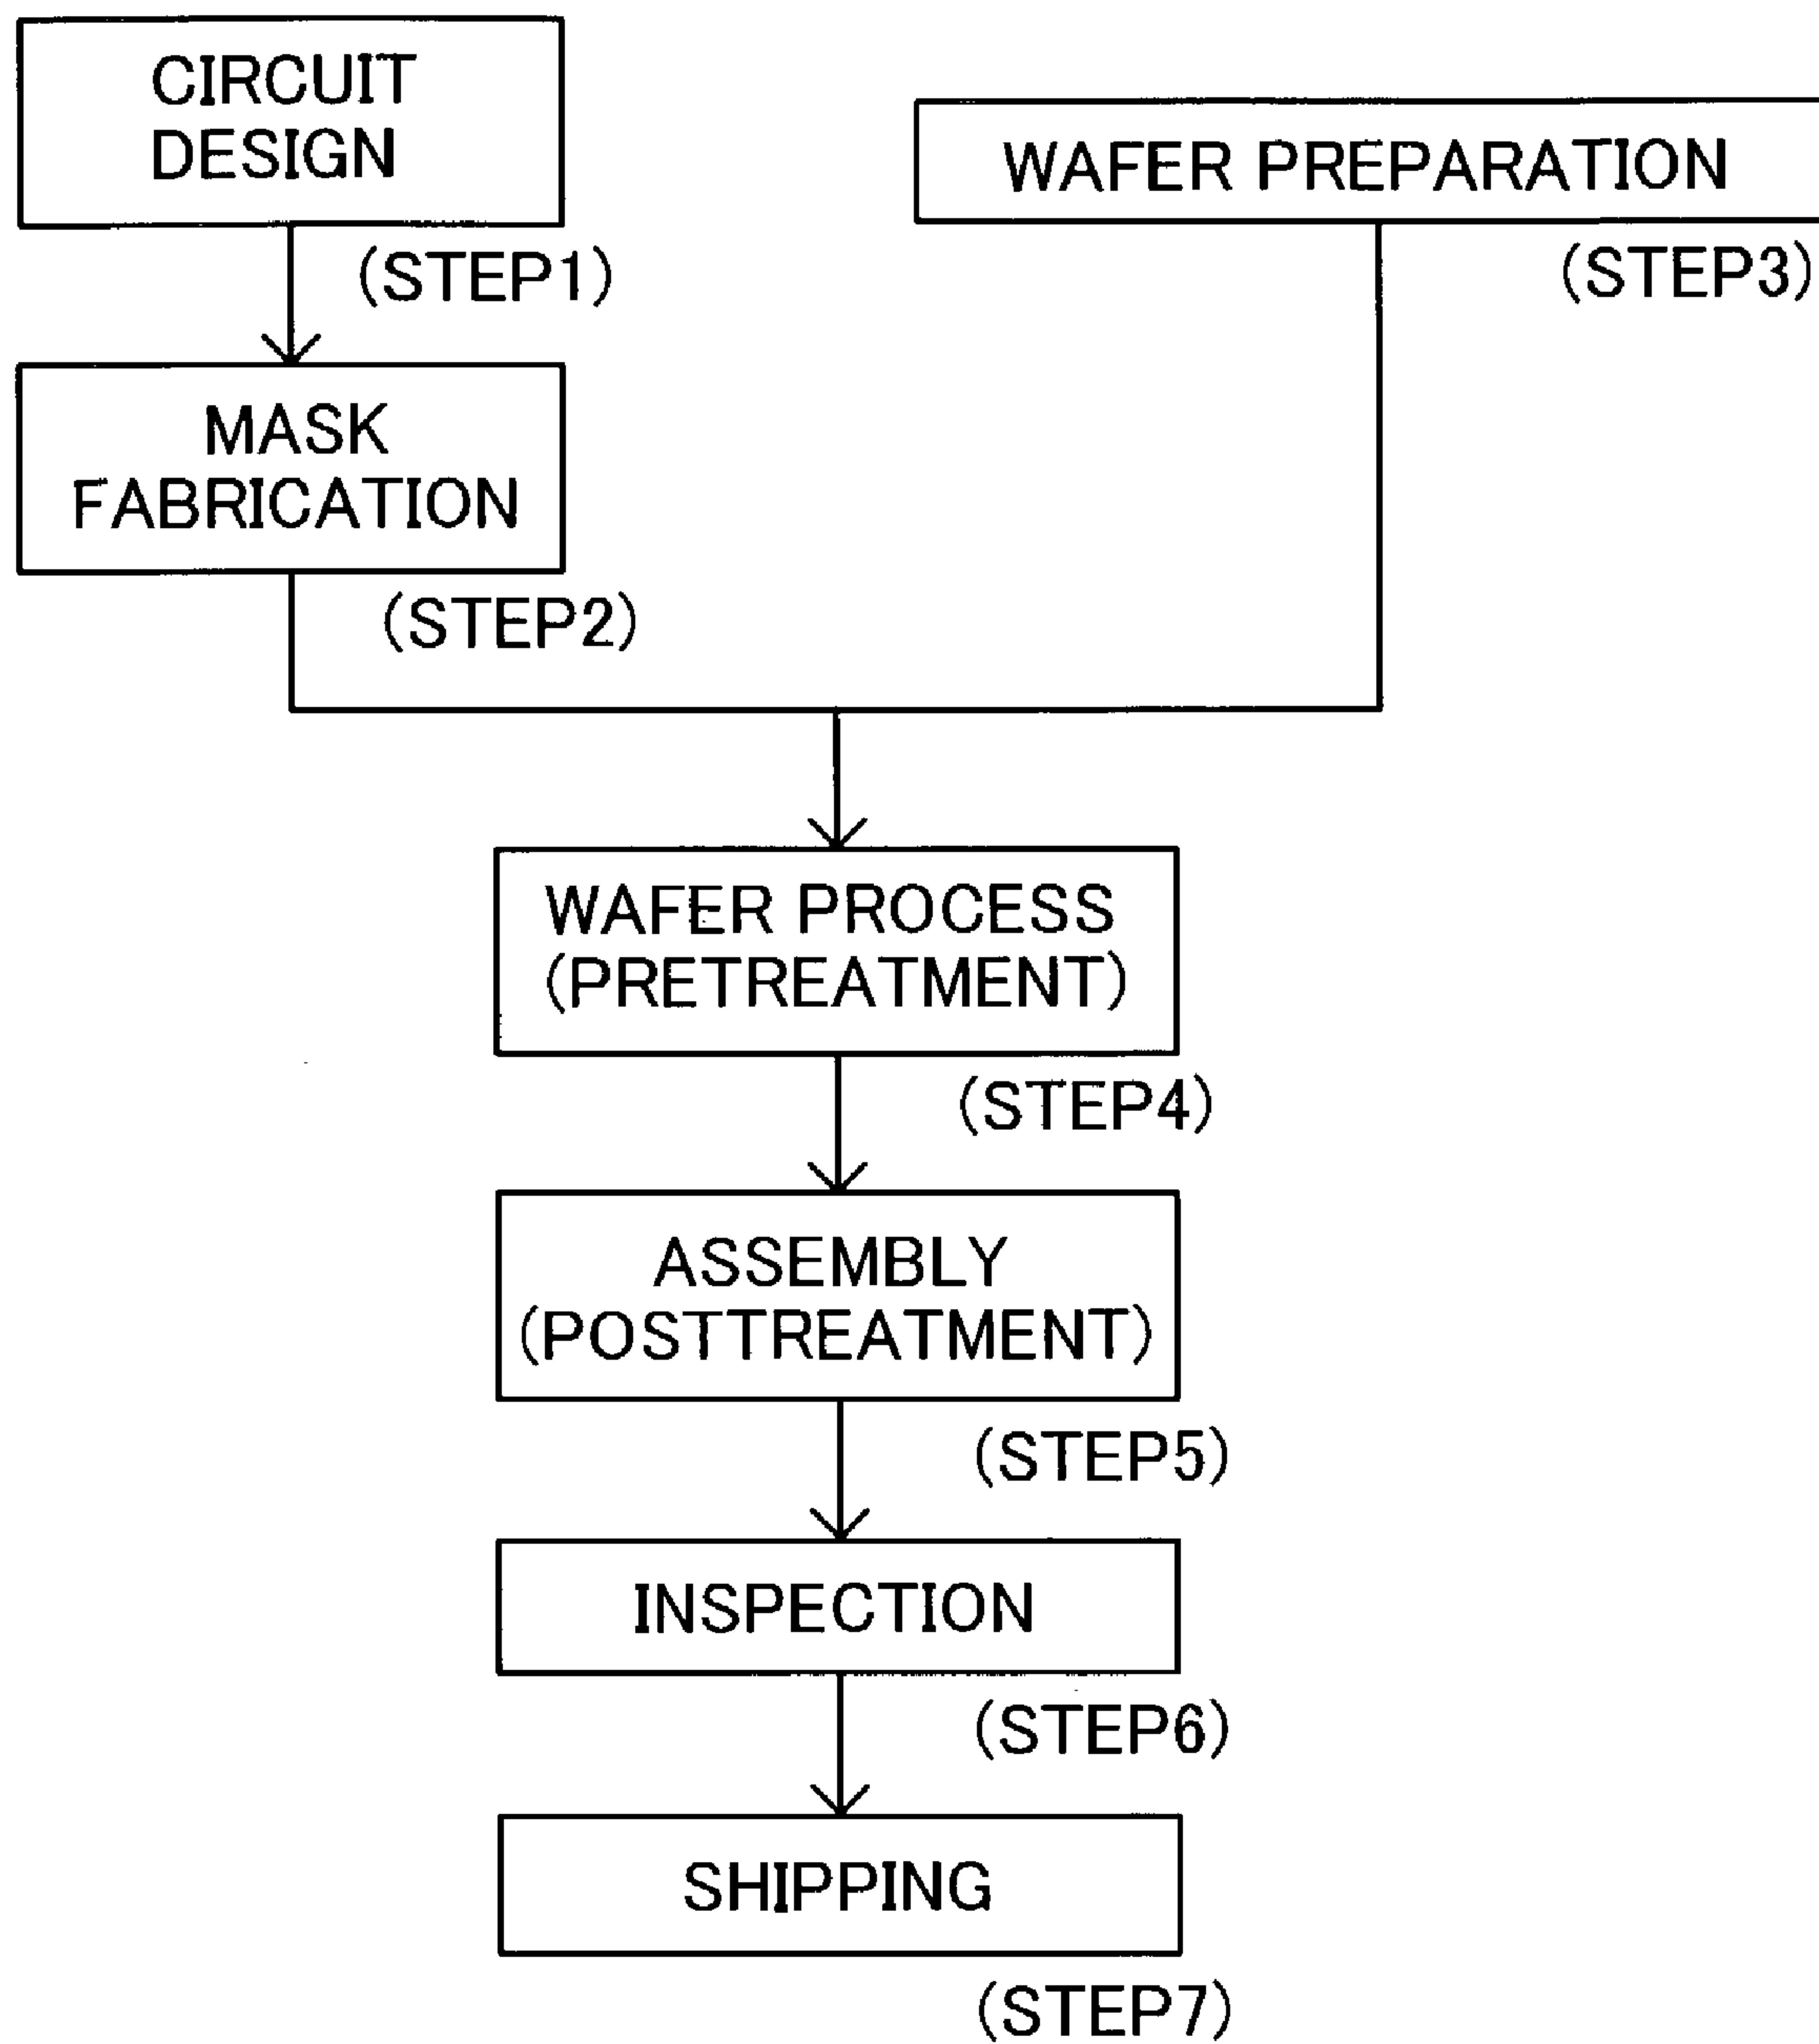 CIRCUIT
DESIGN
(STEP1)
WAFER PREPARATION
(STEP3)
MASK
FABRICATION
(STEP2)
WAFER PROCESS
(PRETREATMENT)
(STEP4)
ASSEMBLY
(POSTTREATMENT)
(STEP5)
INSPECTION
(STEP6)
SHIPPING
(STEP7)